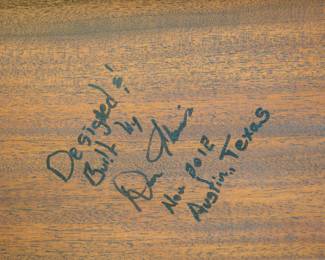 Designed &
Built by
Nov 2012
Austin, Texas